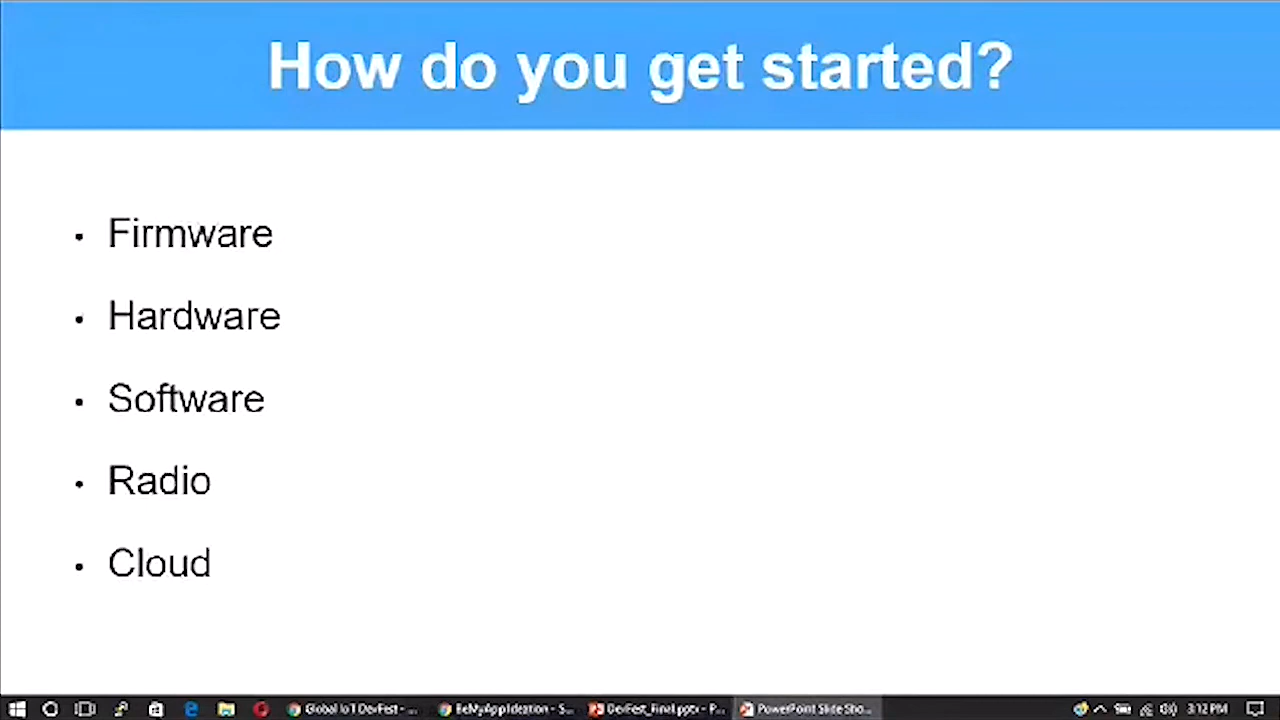 How do you get started?
• Firmware
• Hardware
• Software
• Radio
• Cloud
Global IoT DevFest - ...
BeMyAppIdeation - S...
DevFest_Final.pptx - P...
PowerPoint Slide Sho...
3:12 PM